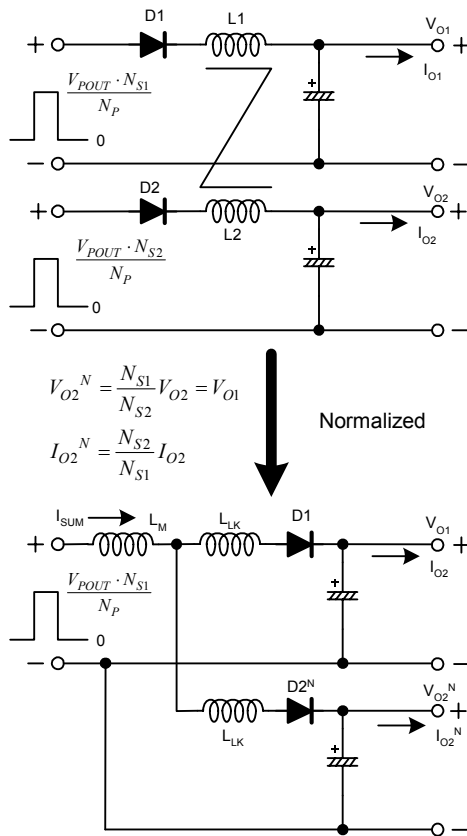 D1 L1 V_O1
+ + +
I_O1
V_POUT · N_S1 / N_P
0
− −
D2 L2 V_O2
+ + +
I_O2
V_POUT · N_S2 / N_P
0
− −
V_O2^N = N_S1 / N_S2 V_O2 = V_O1
Normalized
I_O2^N = N_S2 / N_S1 I_O2
I_SUM L_M L_LK D1 V_O1
+ + +
I_O2
V_POUT · N_S1 / N_P
0
− −
D2^N V_O2^N
+ +
L_LK I_O2^N
−